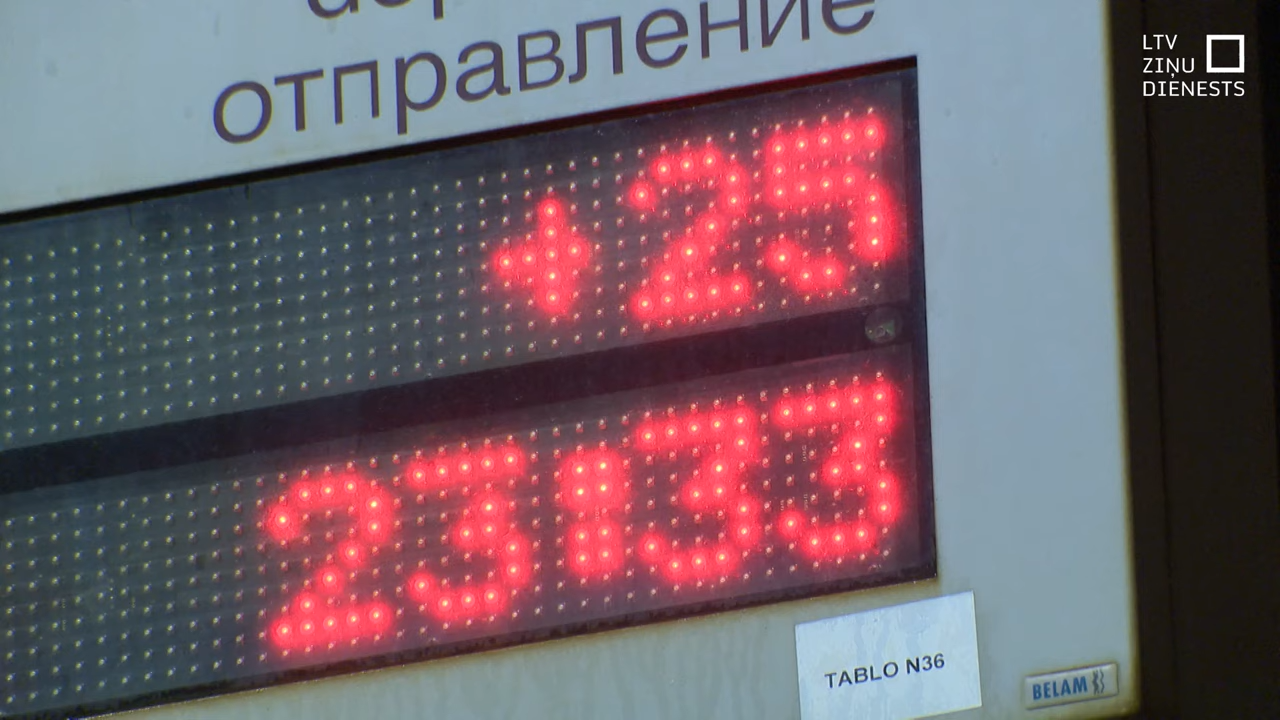 отправление
+25
23:33
TABLO N36
BELAM
LTV
ZIŅU
DIENESTS